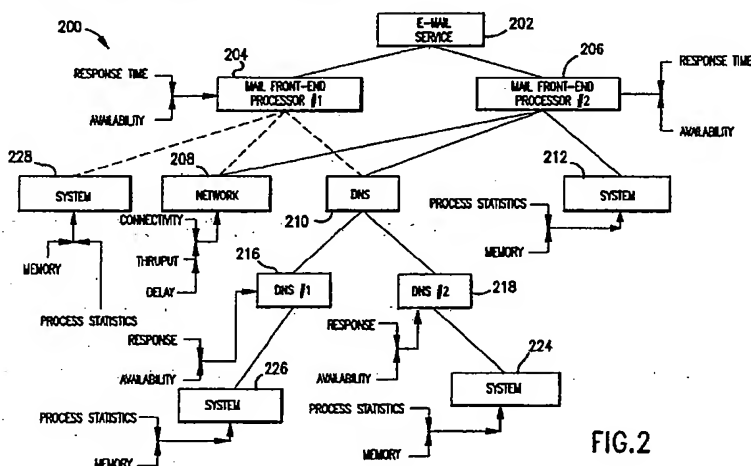 200
E-MAIL
SERVICE
202
204
206
RESPONSE TIME
AVAILABILITY
MAIL FRONT-END
PROCESSOR #1
MAIL FRONT-END
PROCESSOR #2
RESPONSE TIME
AVAILABILITY
228
SYSTEM
208
NETWORK
DNS
210
212
SYSTEM
MEMORY
PROCESS STATISTICS
CONNECTIVITY
THRUPUT
DELAY
PROCESS STATISTICS
MEMORY
216
DNS #1
DNS #2
218
RESPONSE
AVAILABILITY
RESPONSE
AVAILABILITY
226
SYSTEM
224
SYSTEM
PROCESS STATISTICS
MEMORY
PROCESS STATISTICS
MEMORY
FIG.2